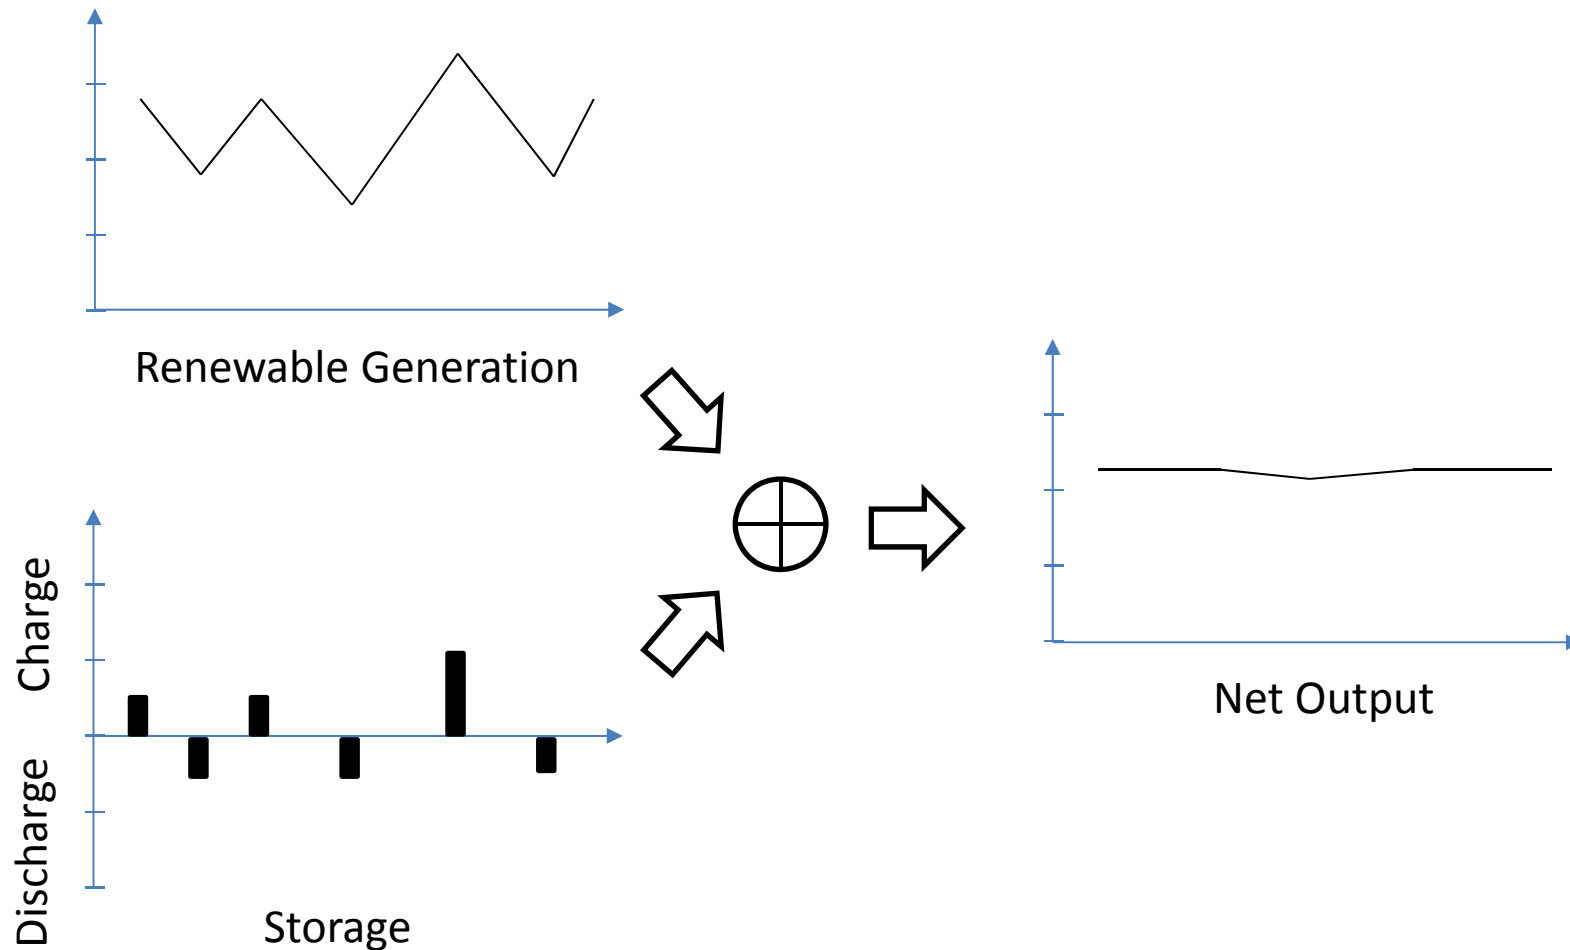 Renewable Generation
Charge
Discharge
Storage
Net Output